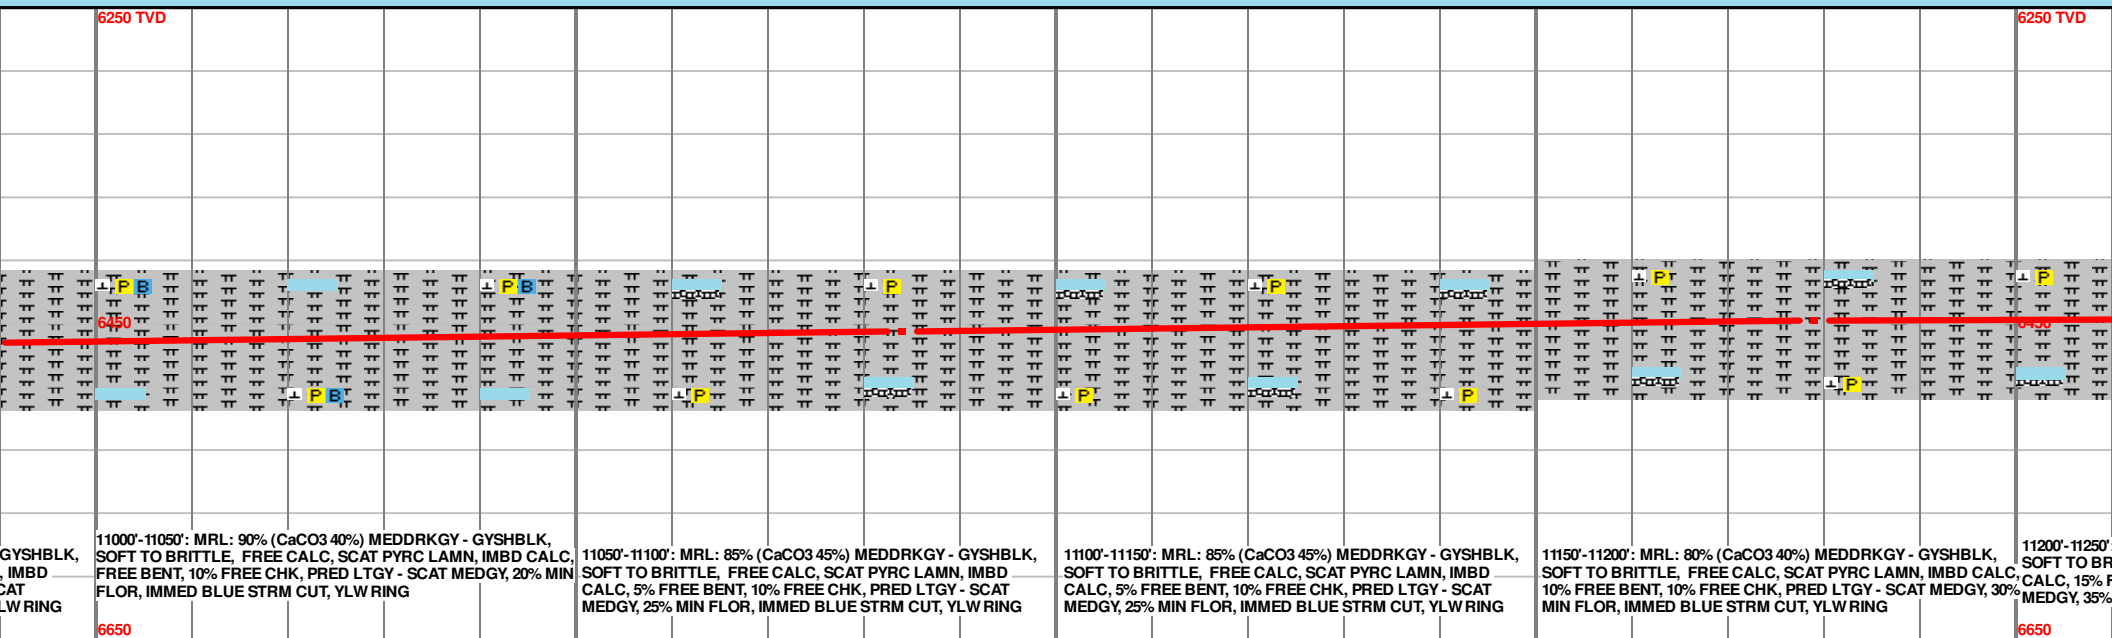 6250 TVD
6250 TVD
P B
P B
P
P
P
P
P
P
6450
6450
P B
P
P
P
P
GYSHBLK,
, IMBD
CAT
LW RING
11000'-11050': MRL: 90% (CaCO3 40%) MEDDRKGY - GYSHBLK,
SOFT TO BRITTLE, FREE CALC, SCAT PYRC LAMN, IMBD CALC,
FREE BENT, 10% FREE CHK, PRED LTGY - SCAT MEDGY, 20% MIN
FLOR, IMMED BLUE STRM CUT, YLW RING
11050'-11100': MRL: 85% (CaCO3 45%) MEDDRKGY - GYSHBLK,
SOFT TO BRITTLE, FREE CALC, SCAT PYRC LAMN, IMBD
CALC, 5% FREE BENT, 10% FREE CHK, PRED LTGY - SCAT
MEDGY, 25% MIN FLOR, IMMED BLUE STRM CUT, YLW RING
11100'-11150': MRL: 85% (CaCO3 45%) MEDDRKGY - GYSHBLK,
SOFT TO BRITTLE, FREE CALC, SCAT PYRC LAMN, IMBD
CALC, 5% FREE BENT, 10% FREE CHK, PRED LTGY - SCAT
MEDGY, 25% MIN FLOR, IMMED BLUE STRM CUT, YLW RING
11150'-11200': MRL: 80% (CaCO3 40%) MEDDRKGY - GYSHBLK,
SOFT TO BRITTLE, FREE CALC, SCAT PYRC LAMN, IMBD CALC,
10% FREE BENT, 10% FREE CHK, PRED LTGY - SCAT MEDGY, 30%
MIN FLOR, IMMED BLUE STRM CUT, YLW RING
11200'-11250'
SOFT TO BR
CALC, 15% F
MEDGY, 35%
6650
6650